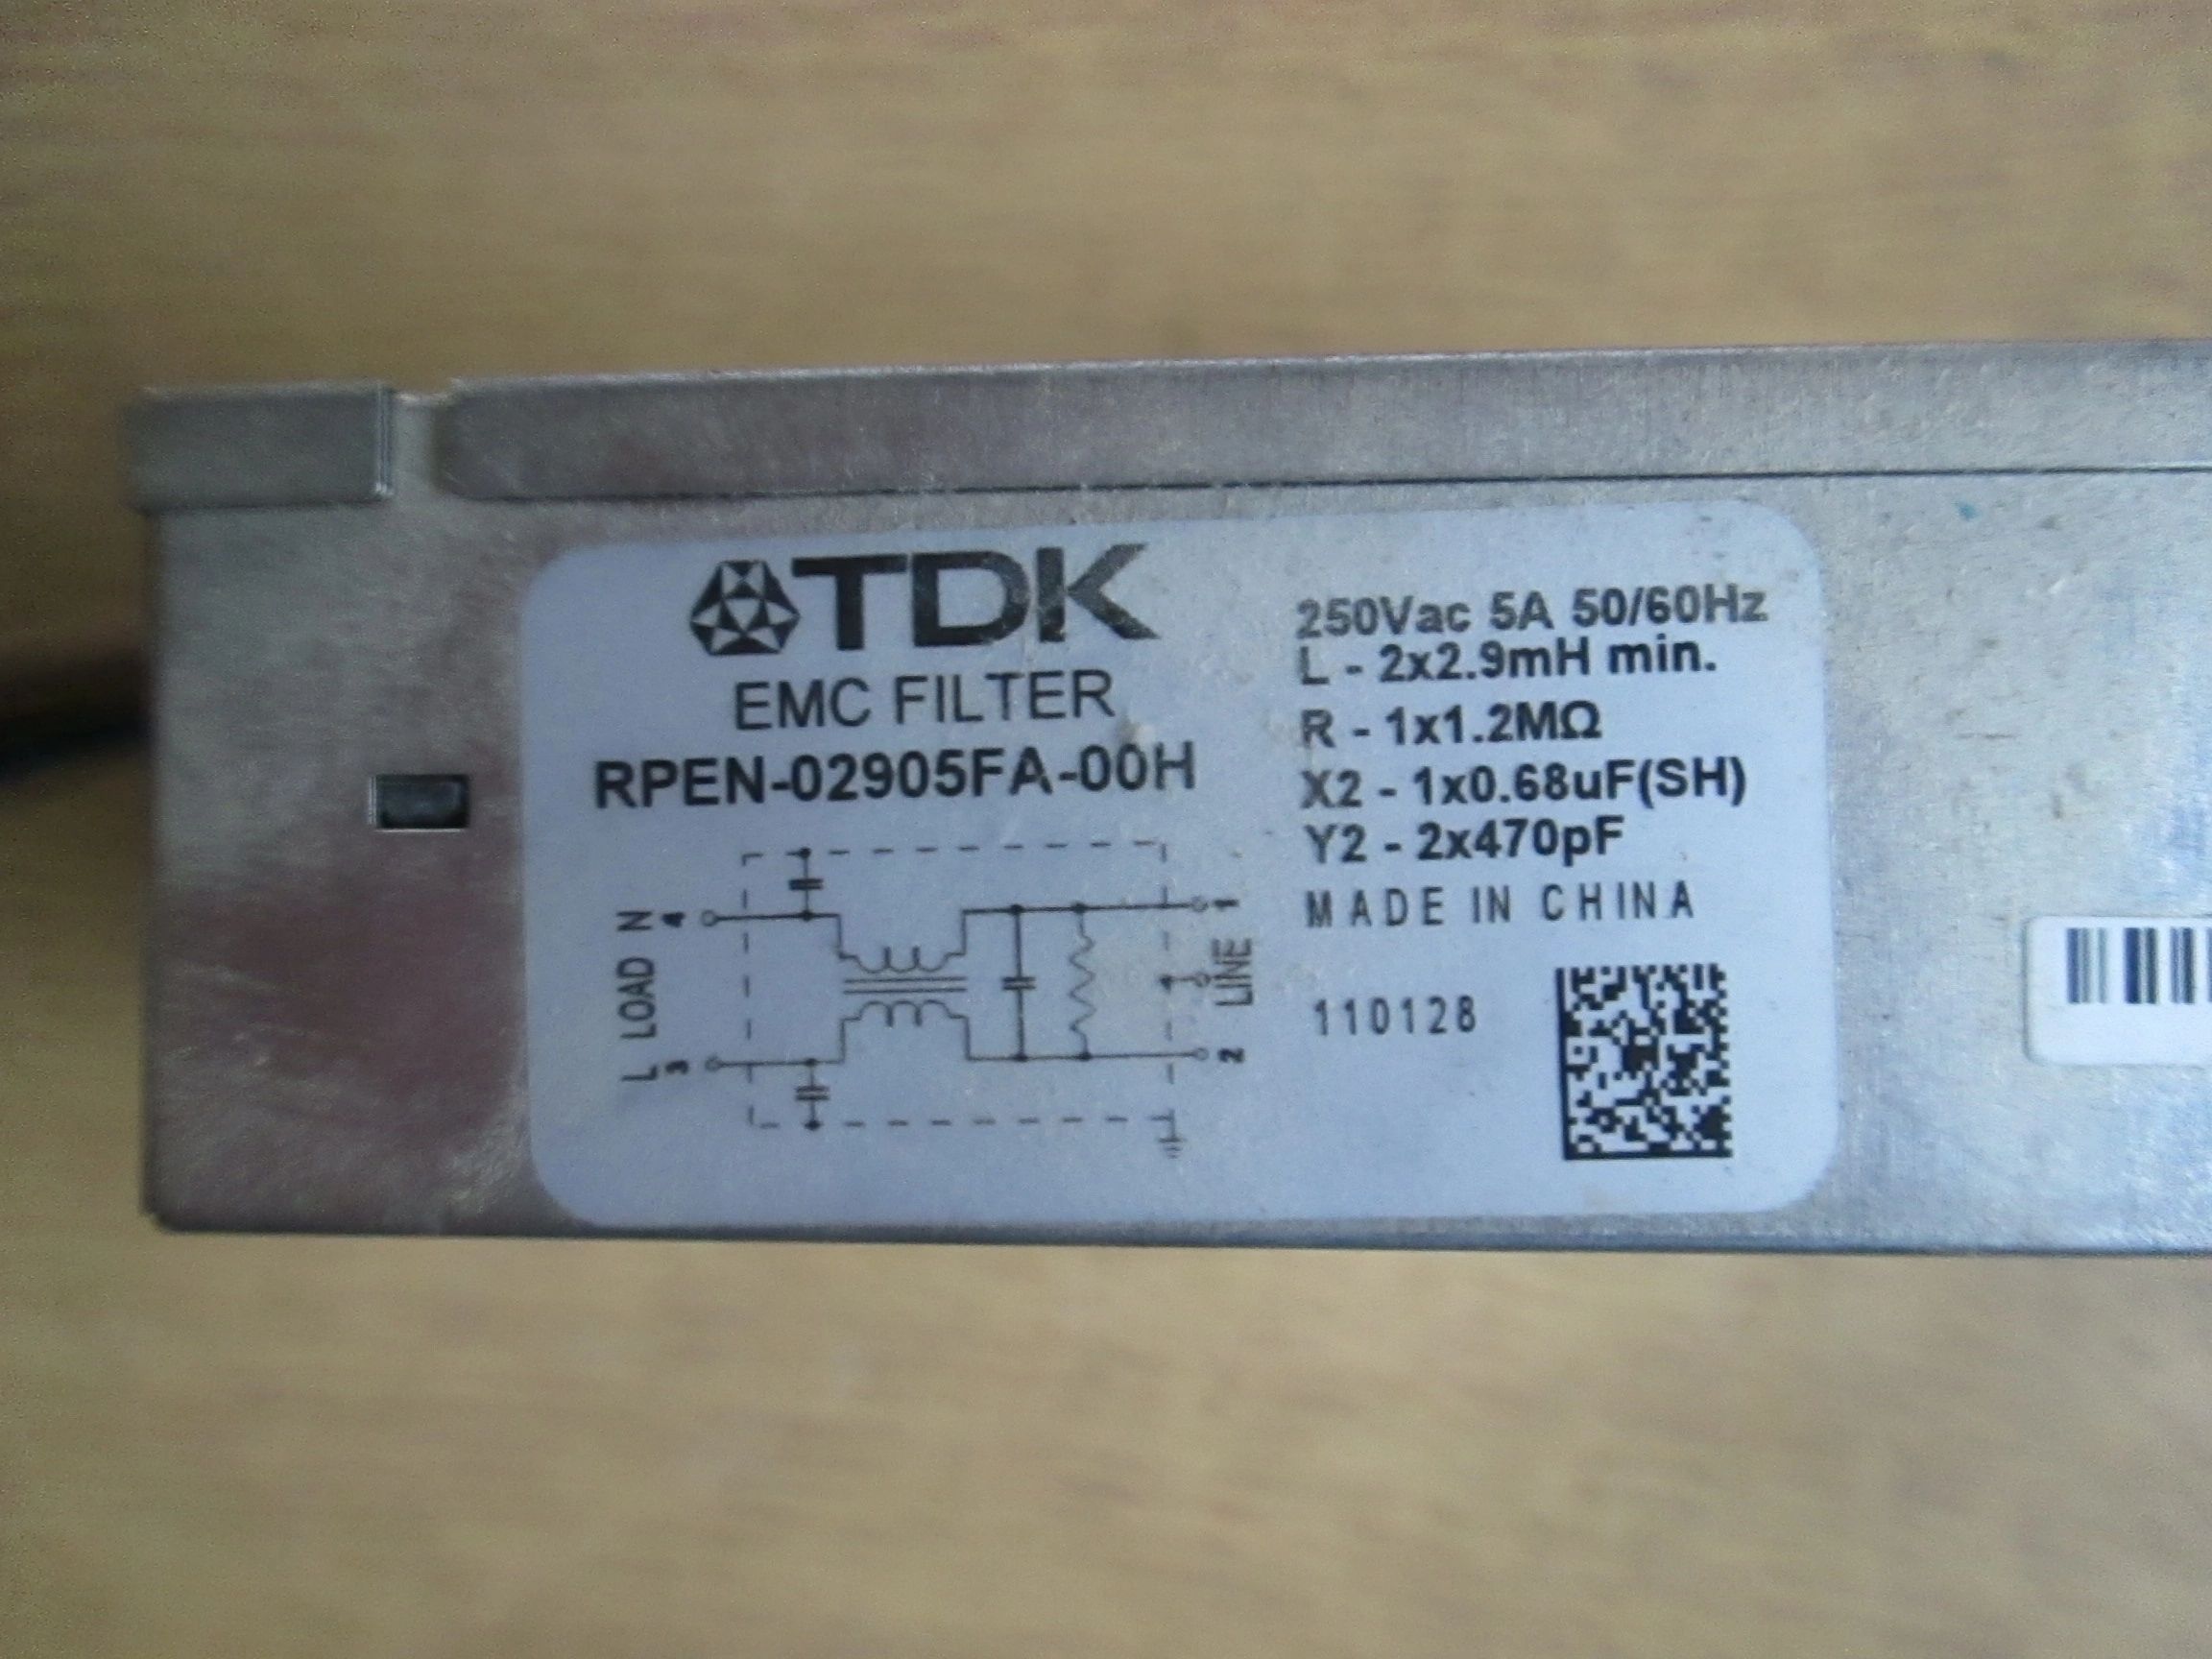 TDK
EMC FILTER
RPEN-02905FA-00H
250Vac 5A 50/60Hz
L - 2x2.9mH min.
R - 1x1.2MΩ
X2 - 1x0.68uF(SH)
Y2 - 2x470pF
MADE IN CHINA
110128
N
4
LOAD
L
3
1
LINE
2